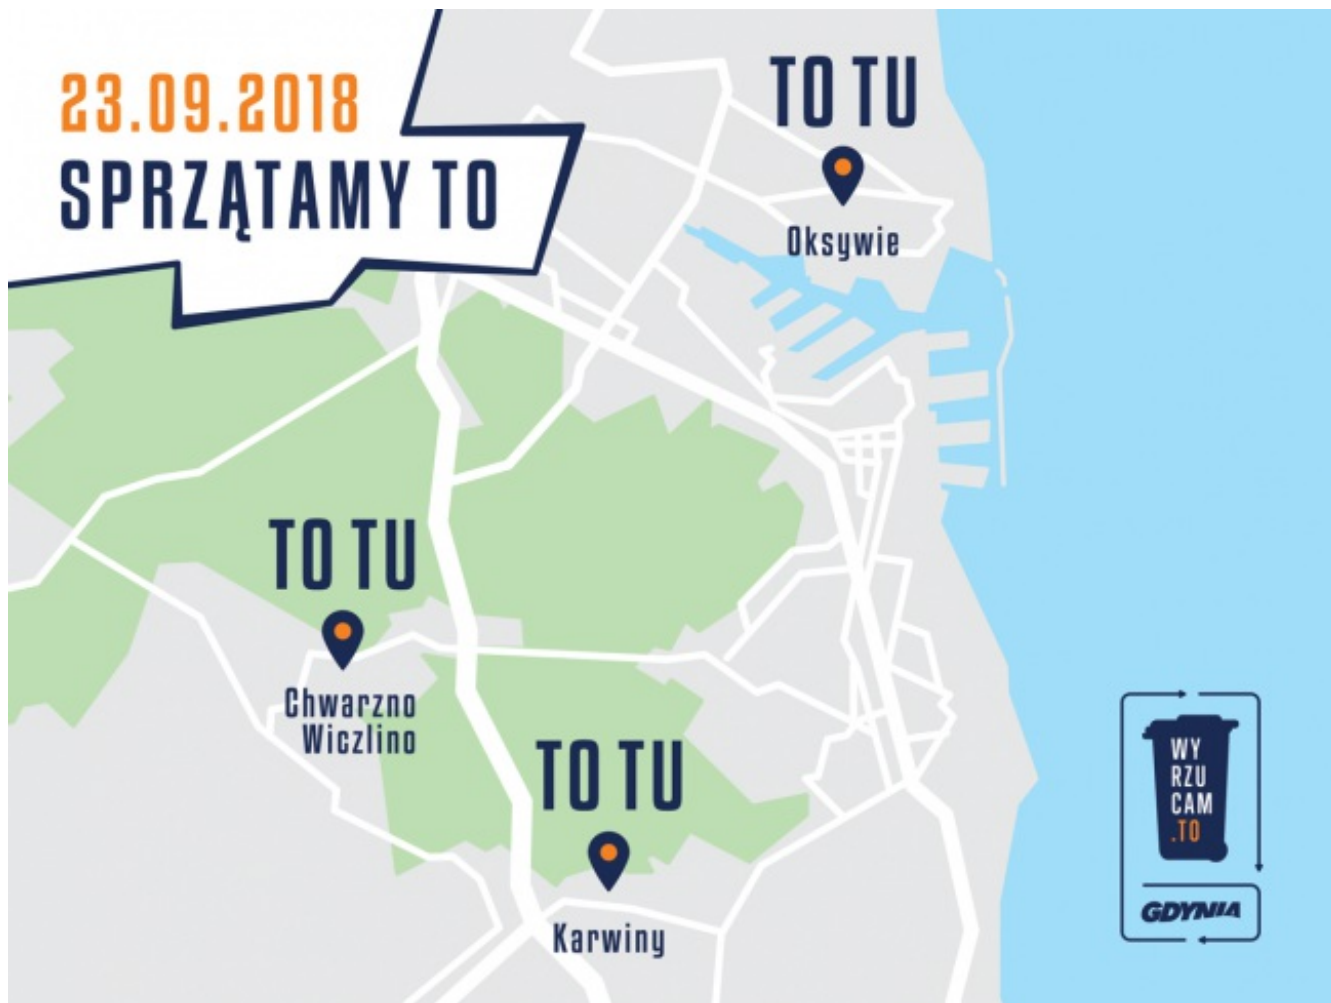 23.09.2018
SPRZĄTAMY TO
TO TU
Oksywie
TO TU
Chwarzno
Wiczlino
TO TU
Karwiny
WY
RZU
CAM
.TO
GDYNIA